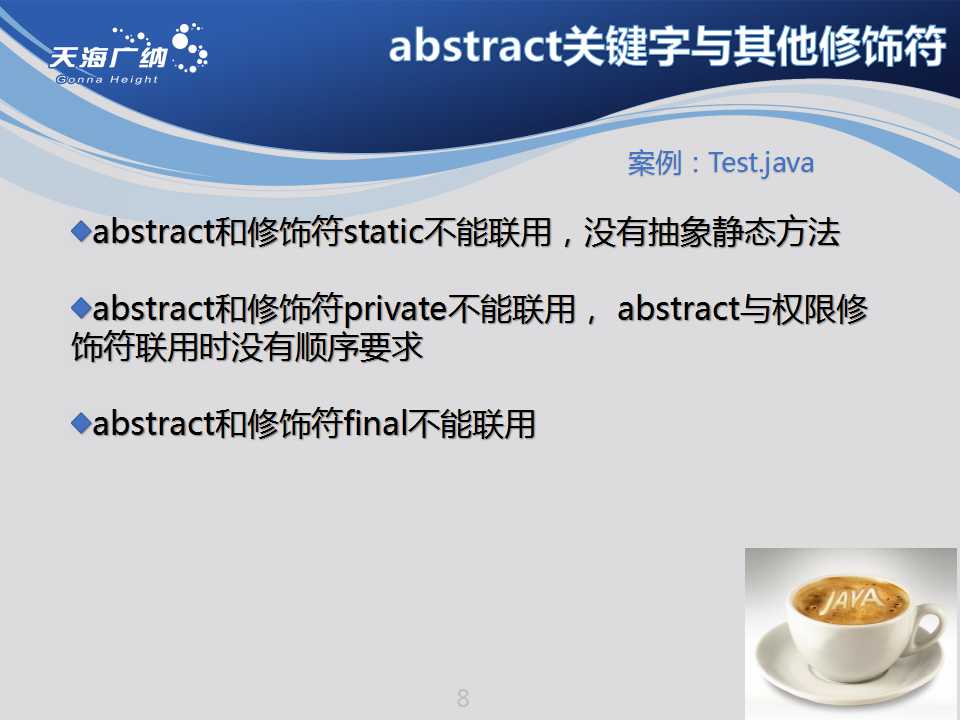 天海广纳
Gonna Height
abstract关键字与其他修饰符
案例：Test.java
abstract和修饰符static不能联用，没有抽象静态方法
abstract和修饰符private不能联用， abstract与权限修
饰符联用时没有顺序要求
abstract和修饰符final不能联用
JAVA
8